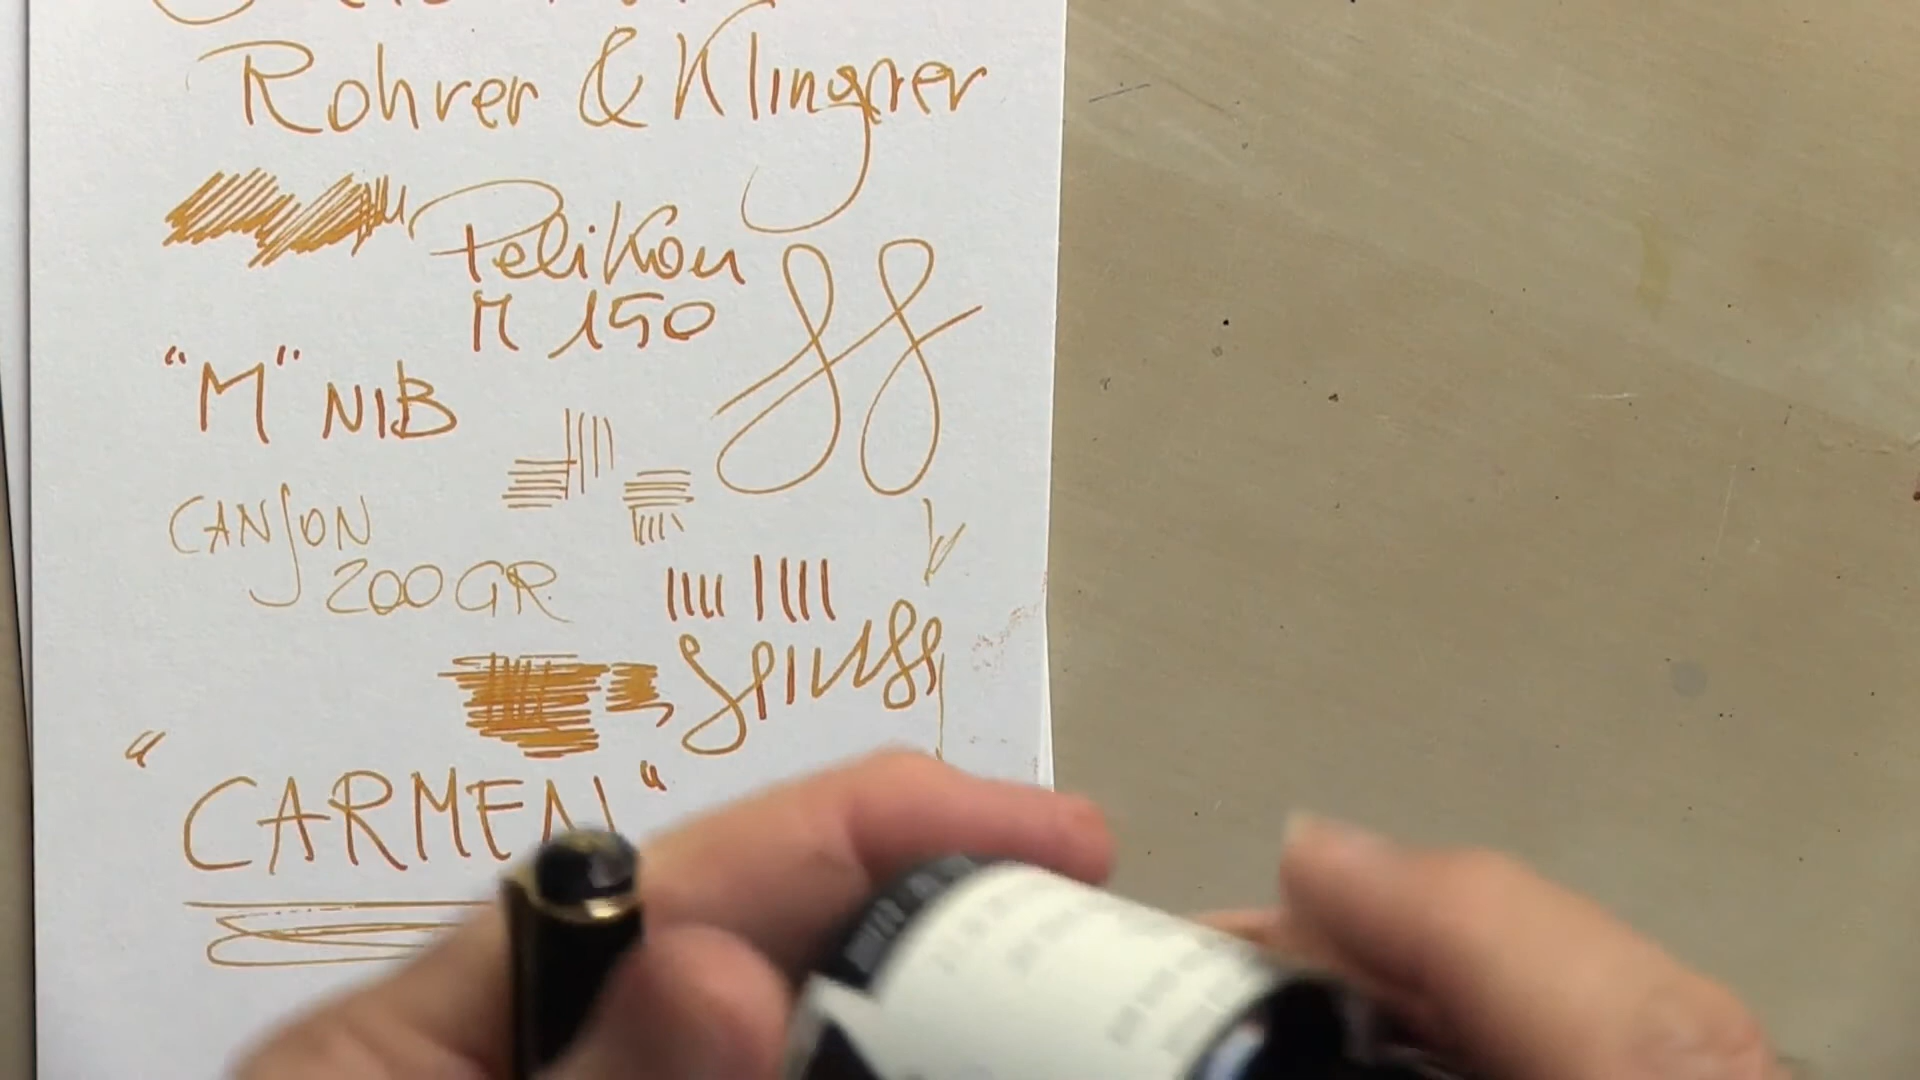 Rohrer & Klingner
Pelikan
M 150
"M" NIB
CANSON
200 GR.
"CARMEN"